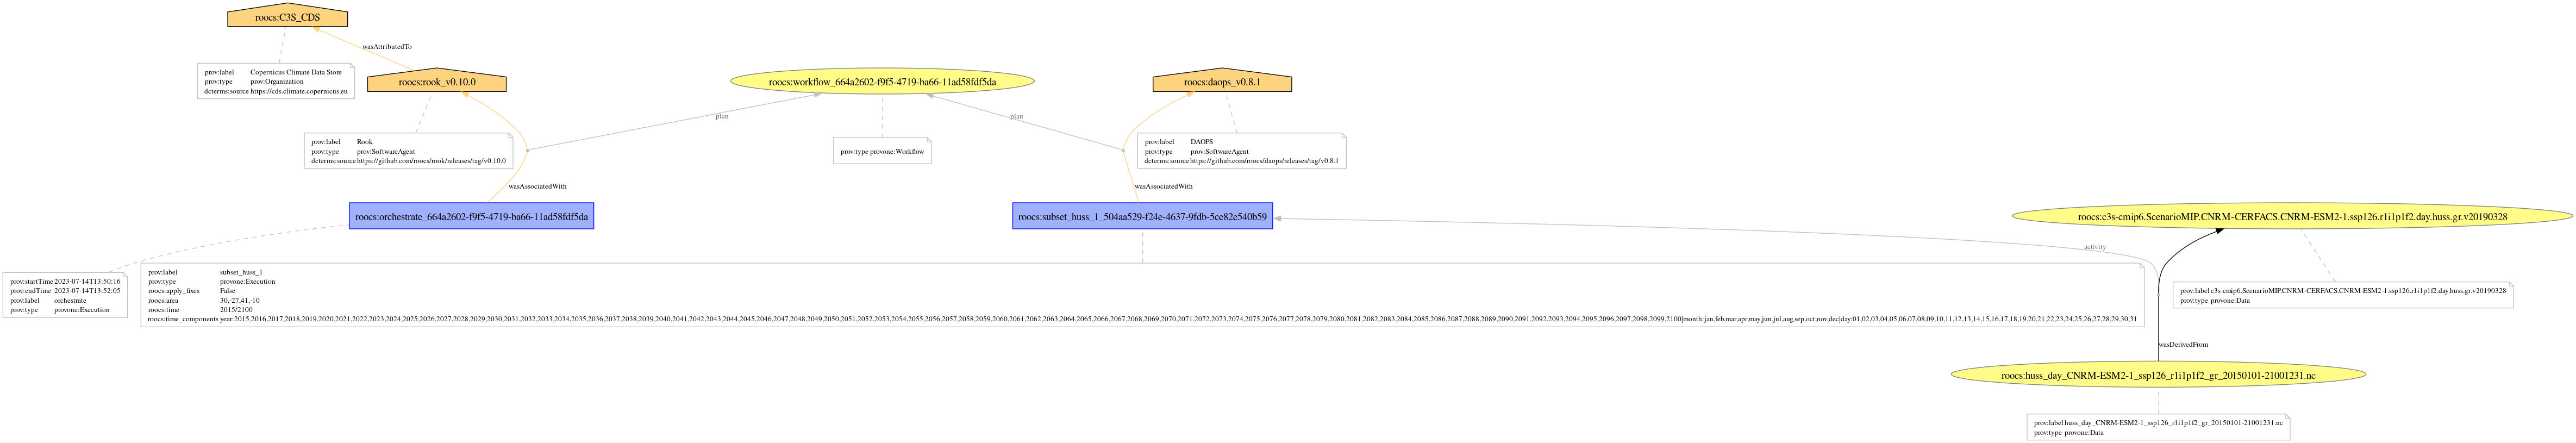 roocs:C3S_CDS
wasAttributedTo
prov:label Copernicus Climate Data Store
prov:type prov:Organization
dcterms:source https://cds.climate.copernicus.eu
roocs:rook_v0.10.0
roocs:workflow_664a2602-f9f5-4719-ba66-11ad58fdf5da
roocs:daops_v0.8.1
plan
plan
prov:label Rook
prov:type prov:SoftwareAgent
dcterms:source https://github.com/roocs/rook/releases/tag/v0.10.0
prov:type provone:Workflow
prov:label DAOPS
prov:type prov:SoftwareAgent
dcterms:source https://github.com/roocs/daops/releases/tag/v0.8.1
wasAssociatedWith
wasAssociatedWith
roocs:orchestrate_664a2602-f9f5-4719-ba66-11ad58fdf5da
roocs:subset_huss_1_504aa529-f24e-4637-9fdb-5ce82e540b59
roocs:c3s-cmip6.ScenarioMIP.CNRM-CERFACS.CNRM-ESM2-1.ssp126.r1i1p1f2.day.huss.gr.v20190328
activity
prov:startTime 2023-07-14T13:50:16
prov:endTime 2023-07-14T13:52:05
prov:label orchestrate
prov:type provone:Execution
prov:label subset_huss_1
prov:type provone:Execution
roocs:apply_fixes False
roocs:area 30,-27,41,-10
roocs:time 2015/2100
roocs:time_components year:2015,2016,2017,2018,2019,2020,2021,2022,2023,2024,2025,2026,2027,2028,2029,2030,2031,2032,2033,2034,2035,2036,2037,2038,2039,2040,2041,2042,2043,2044,2045,2046,2047,2048,2049,2050,2051,2052,2053,2054,2055,2056,2057,2058,2059,2060,2061,2062,2063,2064,2065,2066,2067,2068,2069,2070,2071,2072,2073,2074,2075,2076,2077,2078,2079,2080,2081,2082,2083,2084,2085,2086,2087,2088,2089,2090,2091,2092,2093,2094,2095,2096,2097,2098,2099,2100|month:jan,feb,mar,apr,may,jun,jul,aug,sep,oct,nov,dec|day:01,02,03,04,05,06,07,08,09,10,11,12,13,14,15,16,17,18,19,20,21,22,23,24,25,26,27,28,29,30,31
prov:label c3s-cmip6.ScenarioMIP.CNRM-CERFACS.CNRM-ESM2-1.ssp126.r1i1p1f2.day.huss.gr.v20190328
prov:type provone:Data
wasDerivedFrom
roocs:huss_day_CNRM-ESM2-1_ssp126_r1i1p1f2_gr_20150101-21001231.nc
prov:label huss_day_CNRM-ESM2-1_ssp126_r1i1p1f2_gr_20150101-21001231.nc
prov:type provone:Data